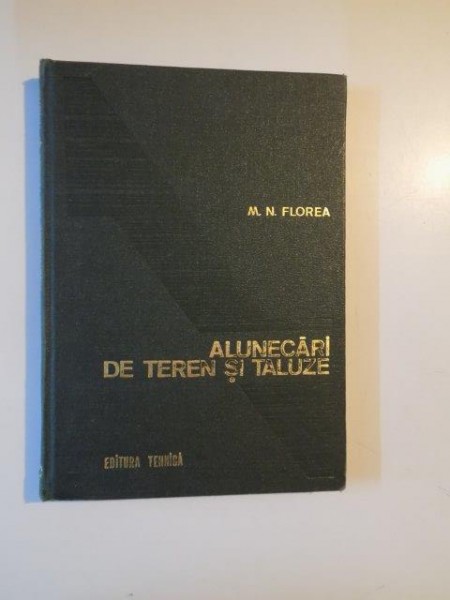 M. N. FLOREA
ALUNECĂRI
DE TEREN ȘI TALUZE
EDITURA TEHNICĂ